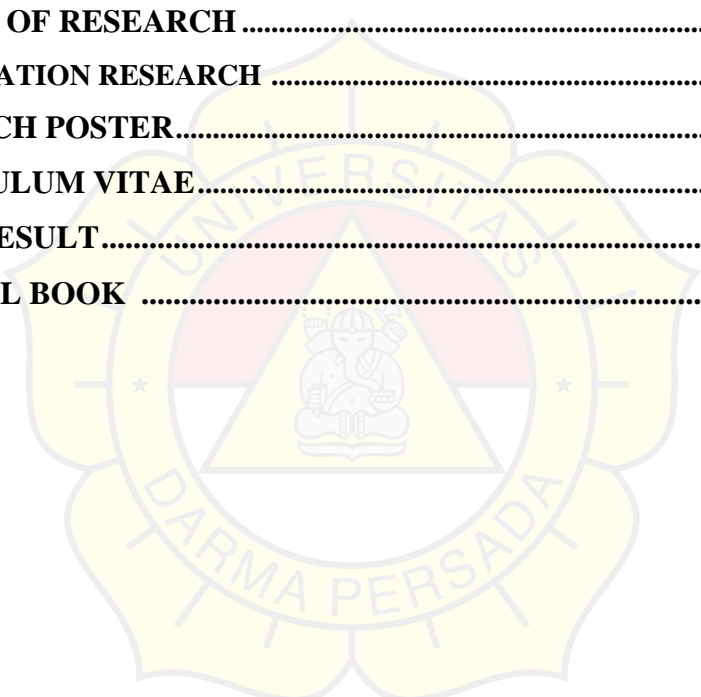 OF RESEARCH ................................................................................
ATION RESEARCH ................................................................................
CH POSTER................................................................................
ULUM VITAE................................................................................
ESULT................................................................................
L BOOK ................................................................................
UNIVERSITAS
DARMA PERSADA